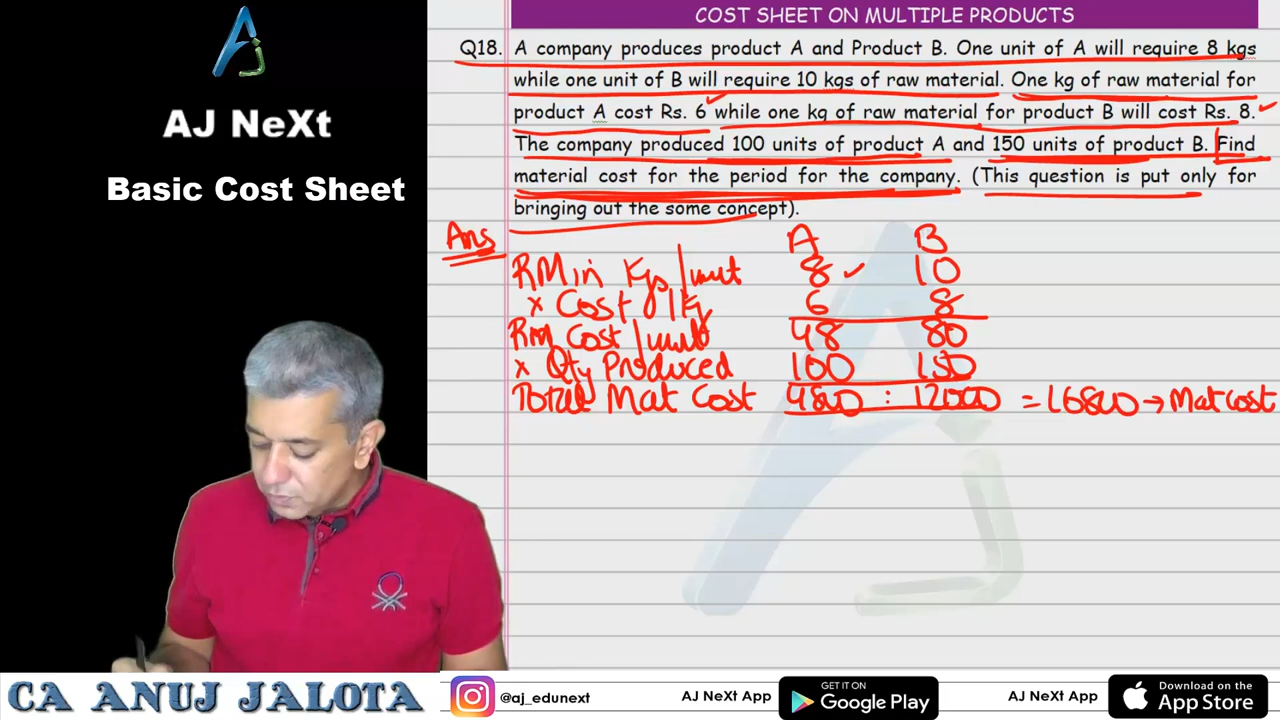 AJ NeXt
Basic Cost Sheet
COST SHEET ON MULTIPLE PRODUCTS
Q18. A company produces product A and Product B. One unit of A will require 8 kgs
while one unit of B will require 10 kgs of raw material. One kg of raw material for
product A cost Rs. 6 while one kg of raw material for product B will cost Rs. 8.
The company produced 100 units of product A and 150 units of product B. Find
material cost for the period for the company. (This question is put only for
bringing out the some concept).
Ans A B
RM in Kgs/unit 8 10
x Cost / Kg 6 8
RM Cost/unit 48 80
x Qty Produced 100 150
Total Mat Cost 4800 : 12000 = 16800 → Mat Cost
CA ANUJ JALOTA
@aj_edunext
AJ NeXt App
GET IT ON
Google Play
AJ NeXt App
Download on the
App Store